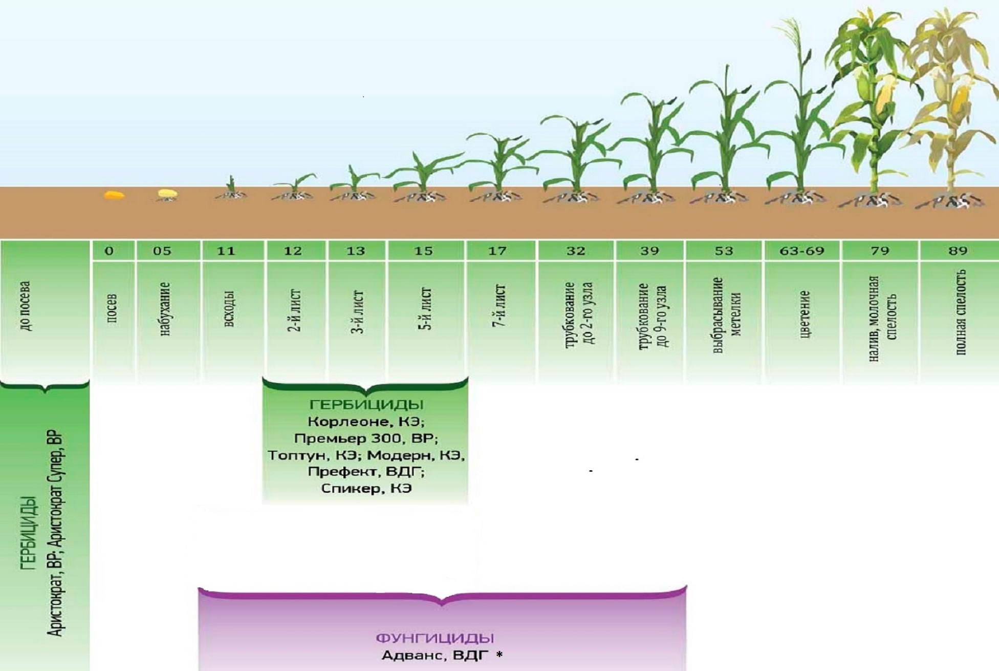 0
05
11
12
13
15
17
32
39
53
63-69
79
89
до посева
посев
набухание
всходы
2-й лист
3-й лист
5-й лист
7-й лист
трубкование
до 2-го узла
трубкование
до 9-го узла
выбрасывание
метелки
цветение
налив, молочная
спелость
полная спелость
ГЕРБИЦИДЫ
Аристократ, ВР; Аристократ Супер, ВР
ГЕРБИЦИДЫ
Корлеоне, КЭ;
Премьер 300, ВР;
Топтун, КЭ; Модерн, КЭ,
Префект, ВДГ;
Спикер, КЭ
ФУНГИЦИДЫ
Адванс, ВДГ *